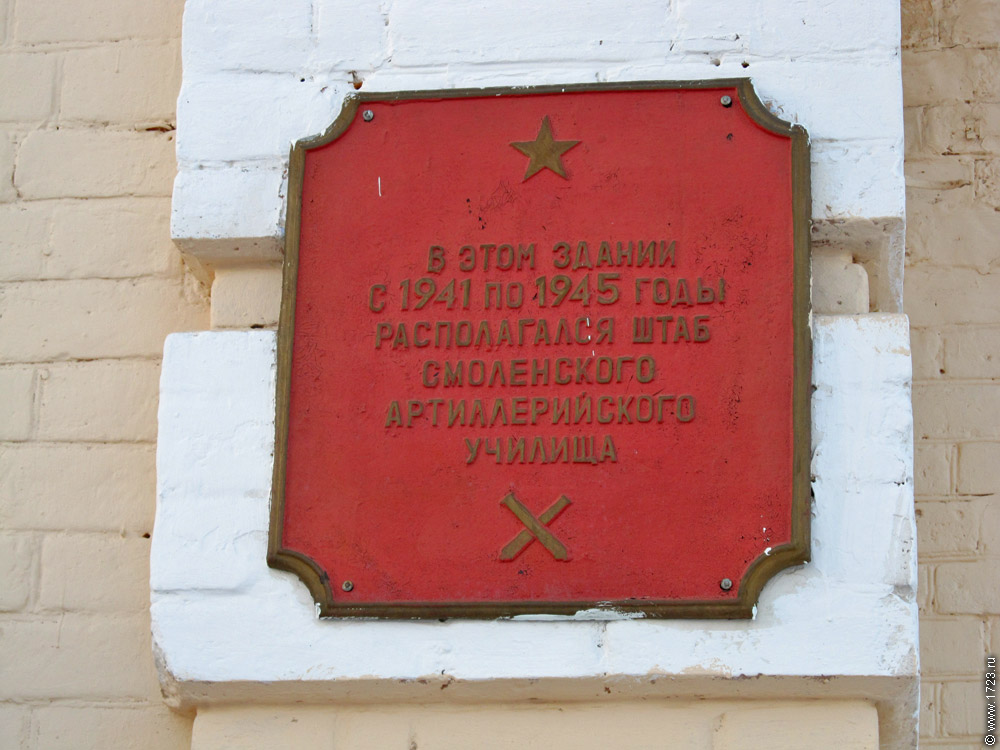 В ЭТОМ ЗДАНИИ
С 1941 ПО 1945 ГОДЫ
РАСПОЛАГАЛСЯ ШТАБ
СМОЛЕНСКОГО
АРТИЛЛЕРИЙСКОГО
УЧИЛИЩА
© www.1723.ru